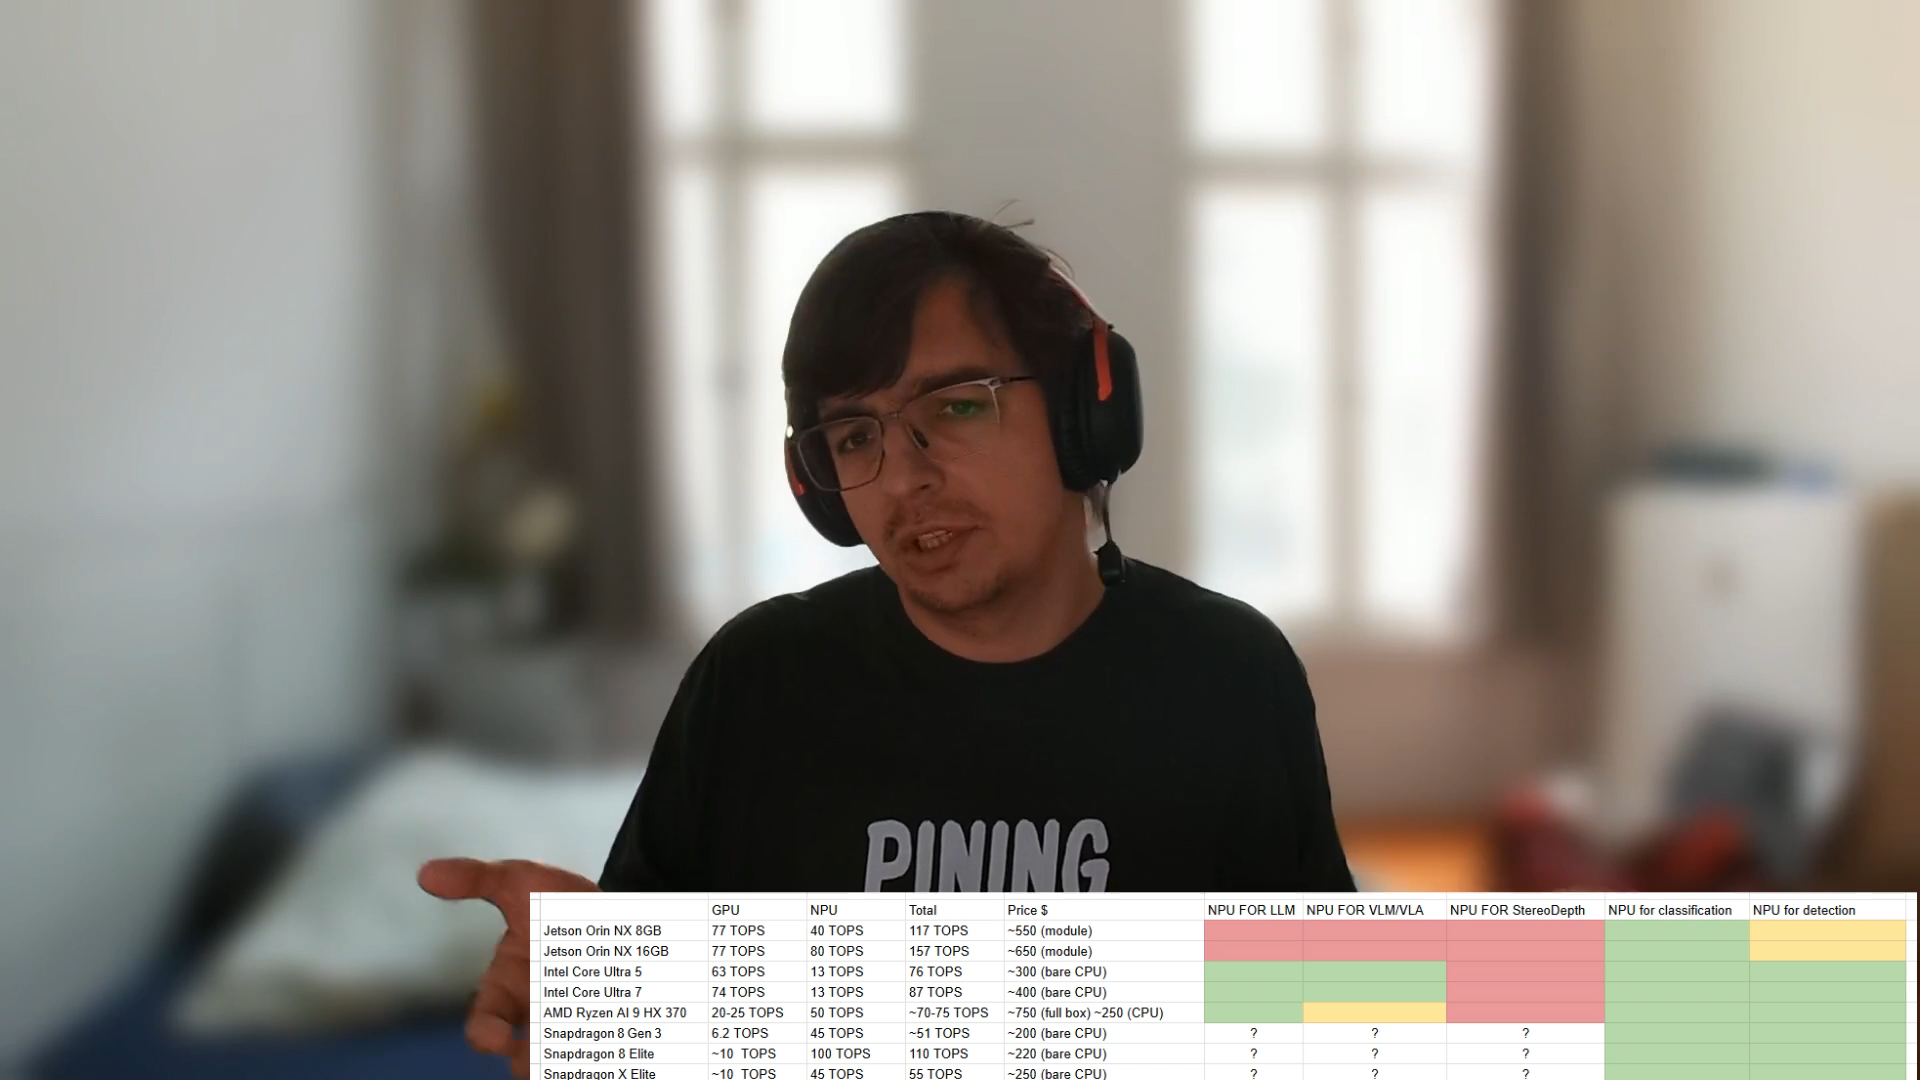 PINING
GPU NPU Total Price $ NPU FOR LLM NPU FOR VLM/VLA NPU FOR StereoDepth NPU for classification NPU for detection
Jetson Orin NX 8GB 77 TOPS 40 TOPS 117 TOPS ~550 (module)
Jetson Orin NX 16GB 77 TOPS 80 TOPS 157 TOPS ~650 (module)
Intel Core Ultra 5 63 TOPS 13 TOPS 76 TOPS ~300 (bare CPU)
Intel Core Ultra 7 74 TOPS 13 TOPS 87 TOPS ~400 (bare CPU)
AMD Ryzen AI 9 HX 370 20-25 TOPS 50 TOPS ~70-75 TOPS ~750 (full box) ~250 (CPU)
Snapdragon 8 Gen 3 6.2 TOPS 45 TOPS ~51 TOPS ~200 (bare CPU) ? ? ?
Snapdragon 8 Elite ~10 TOPS 100 TOPS 110 TOPS ~220 (bare CPU) ? ? ?
Snapdragon X Elite ~10 TOPS 45 TOPS 55 TOPS ~250 (bare CPU) ? ? ?